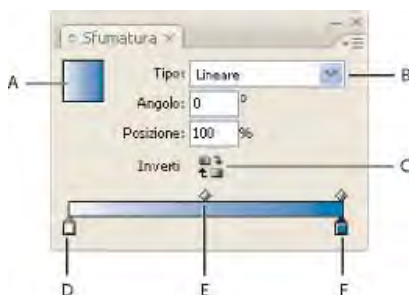 Sfumatura ×
A
Tipo: Lineare
B
Angolo: 0 °
Posizione: 100 %
Inverti
C
D E F